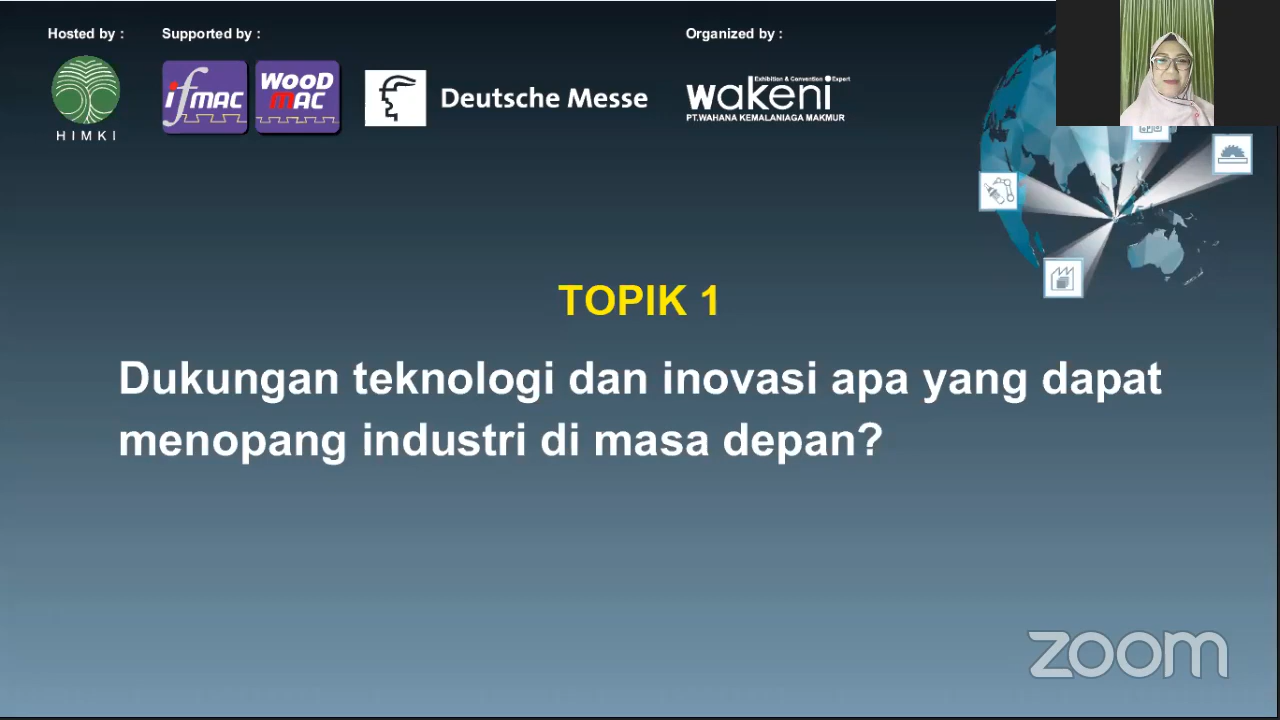 Hosted by :
Supported by :
Organized by :
HIMKI
ifMAC
WOOD
MAC
Deutsche Messe
Exhibition & Convention Expert
wakeni
PT.WAHANA KEMALANIAGA MAKMUR
TOPIK 1
Dukungan teknologi dan inovasi apa yang dapat
menopang industri di masa depan?
zoom